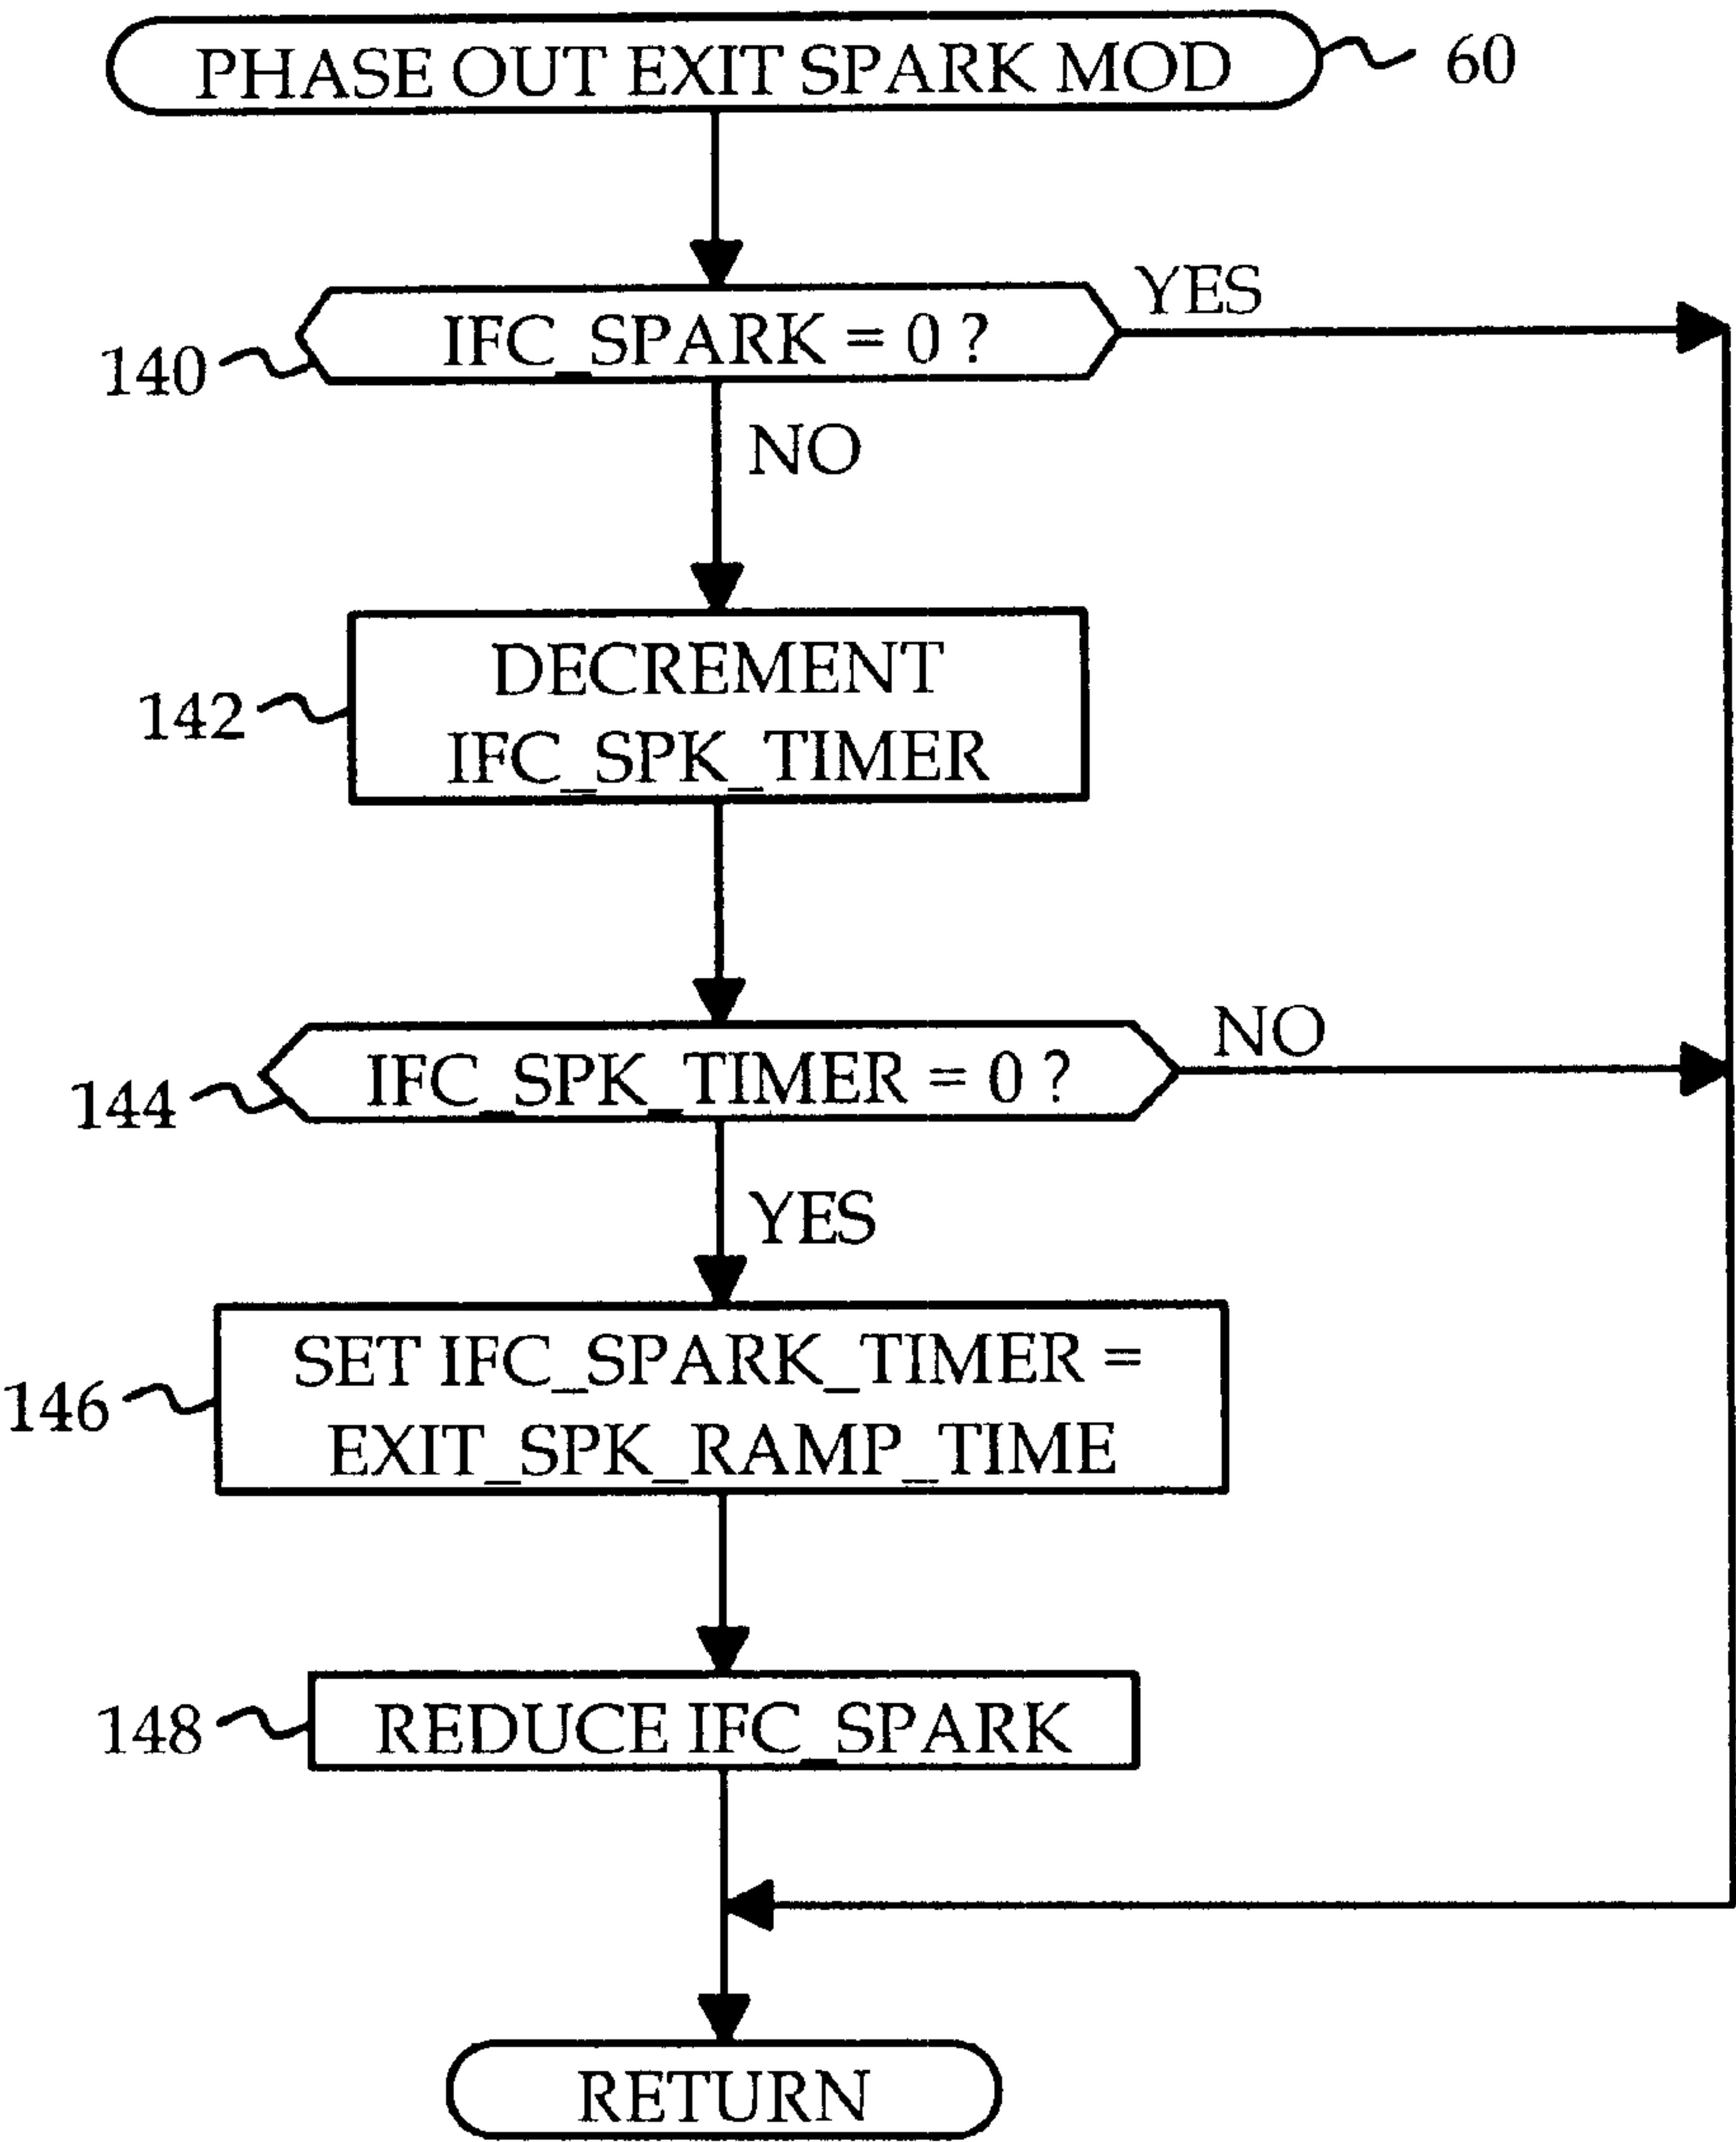 PHASE OUT EXIT SPARK MOD
60
YES
IFC_SPARK = 0 ?
140
NO
DECREMENT
IFC_SPK_TIMER
142
NO
IFC_SPK_TIMER = 0 ?
144
YES
SET IFC_SPARK_TIMER =
EXIT_SPK_RAMP_TIME
146
REDUCE IFC_SPARK
148
RETURN